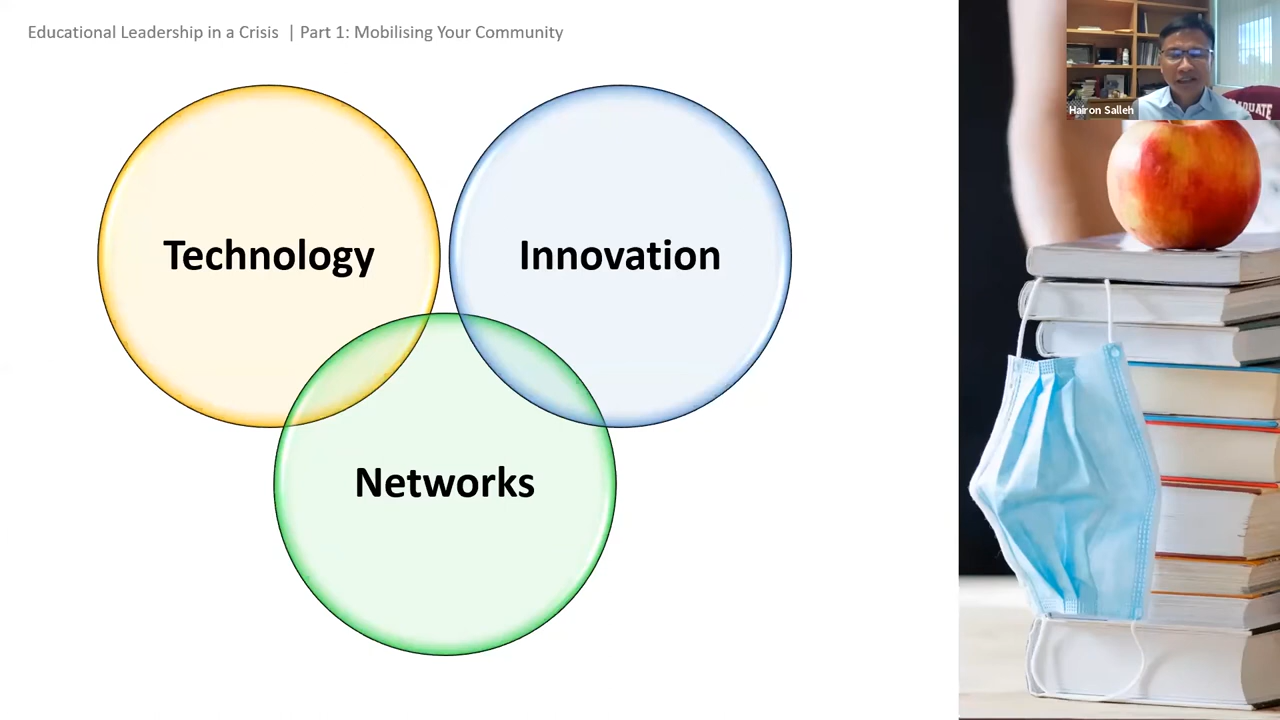 Educational Leadership in a Crisis | Part 1: Mobilising Your Community
Hairon Salleh
Technology
Innovation
Networks